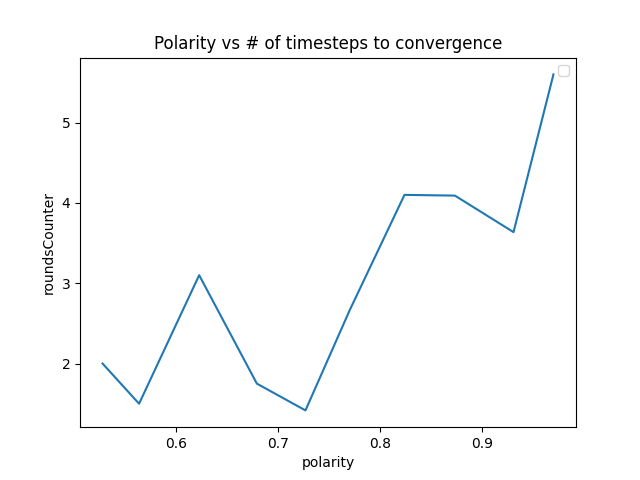 Polarity vs # of timesteps to convergence
5
4
3
2
roundsCounter
0.6 0.7 0.8 0.9
polarity